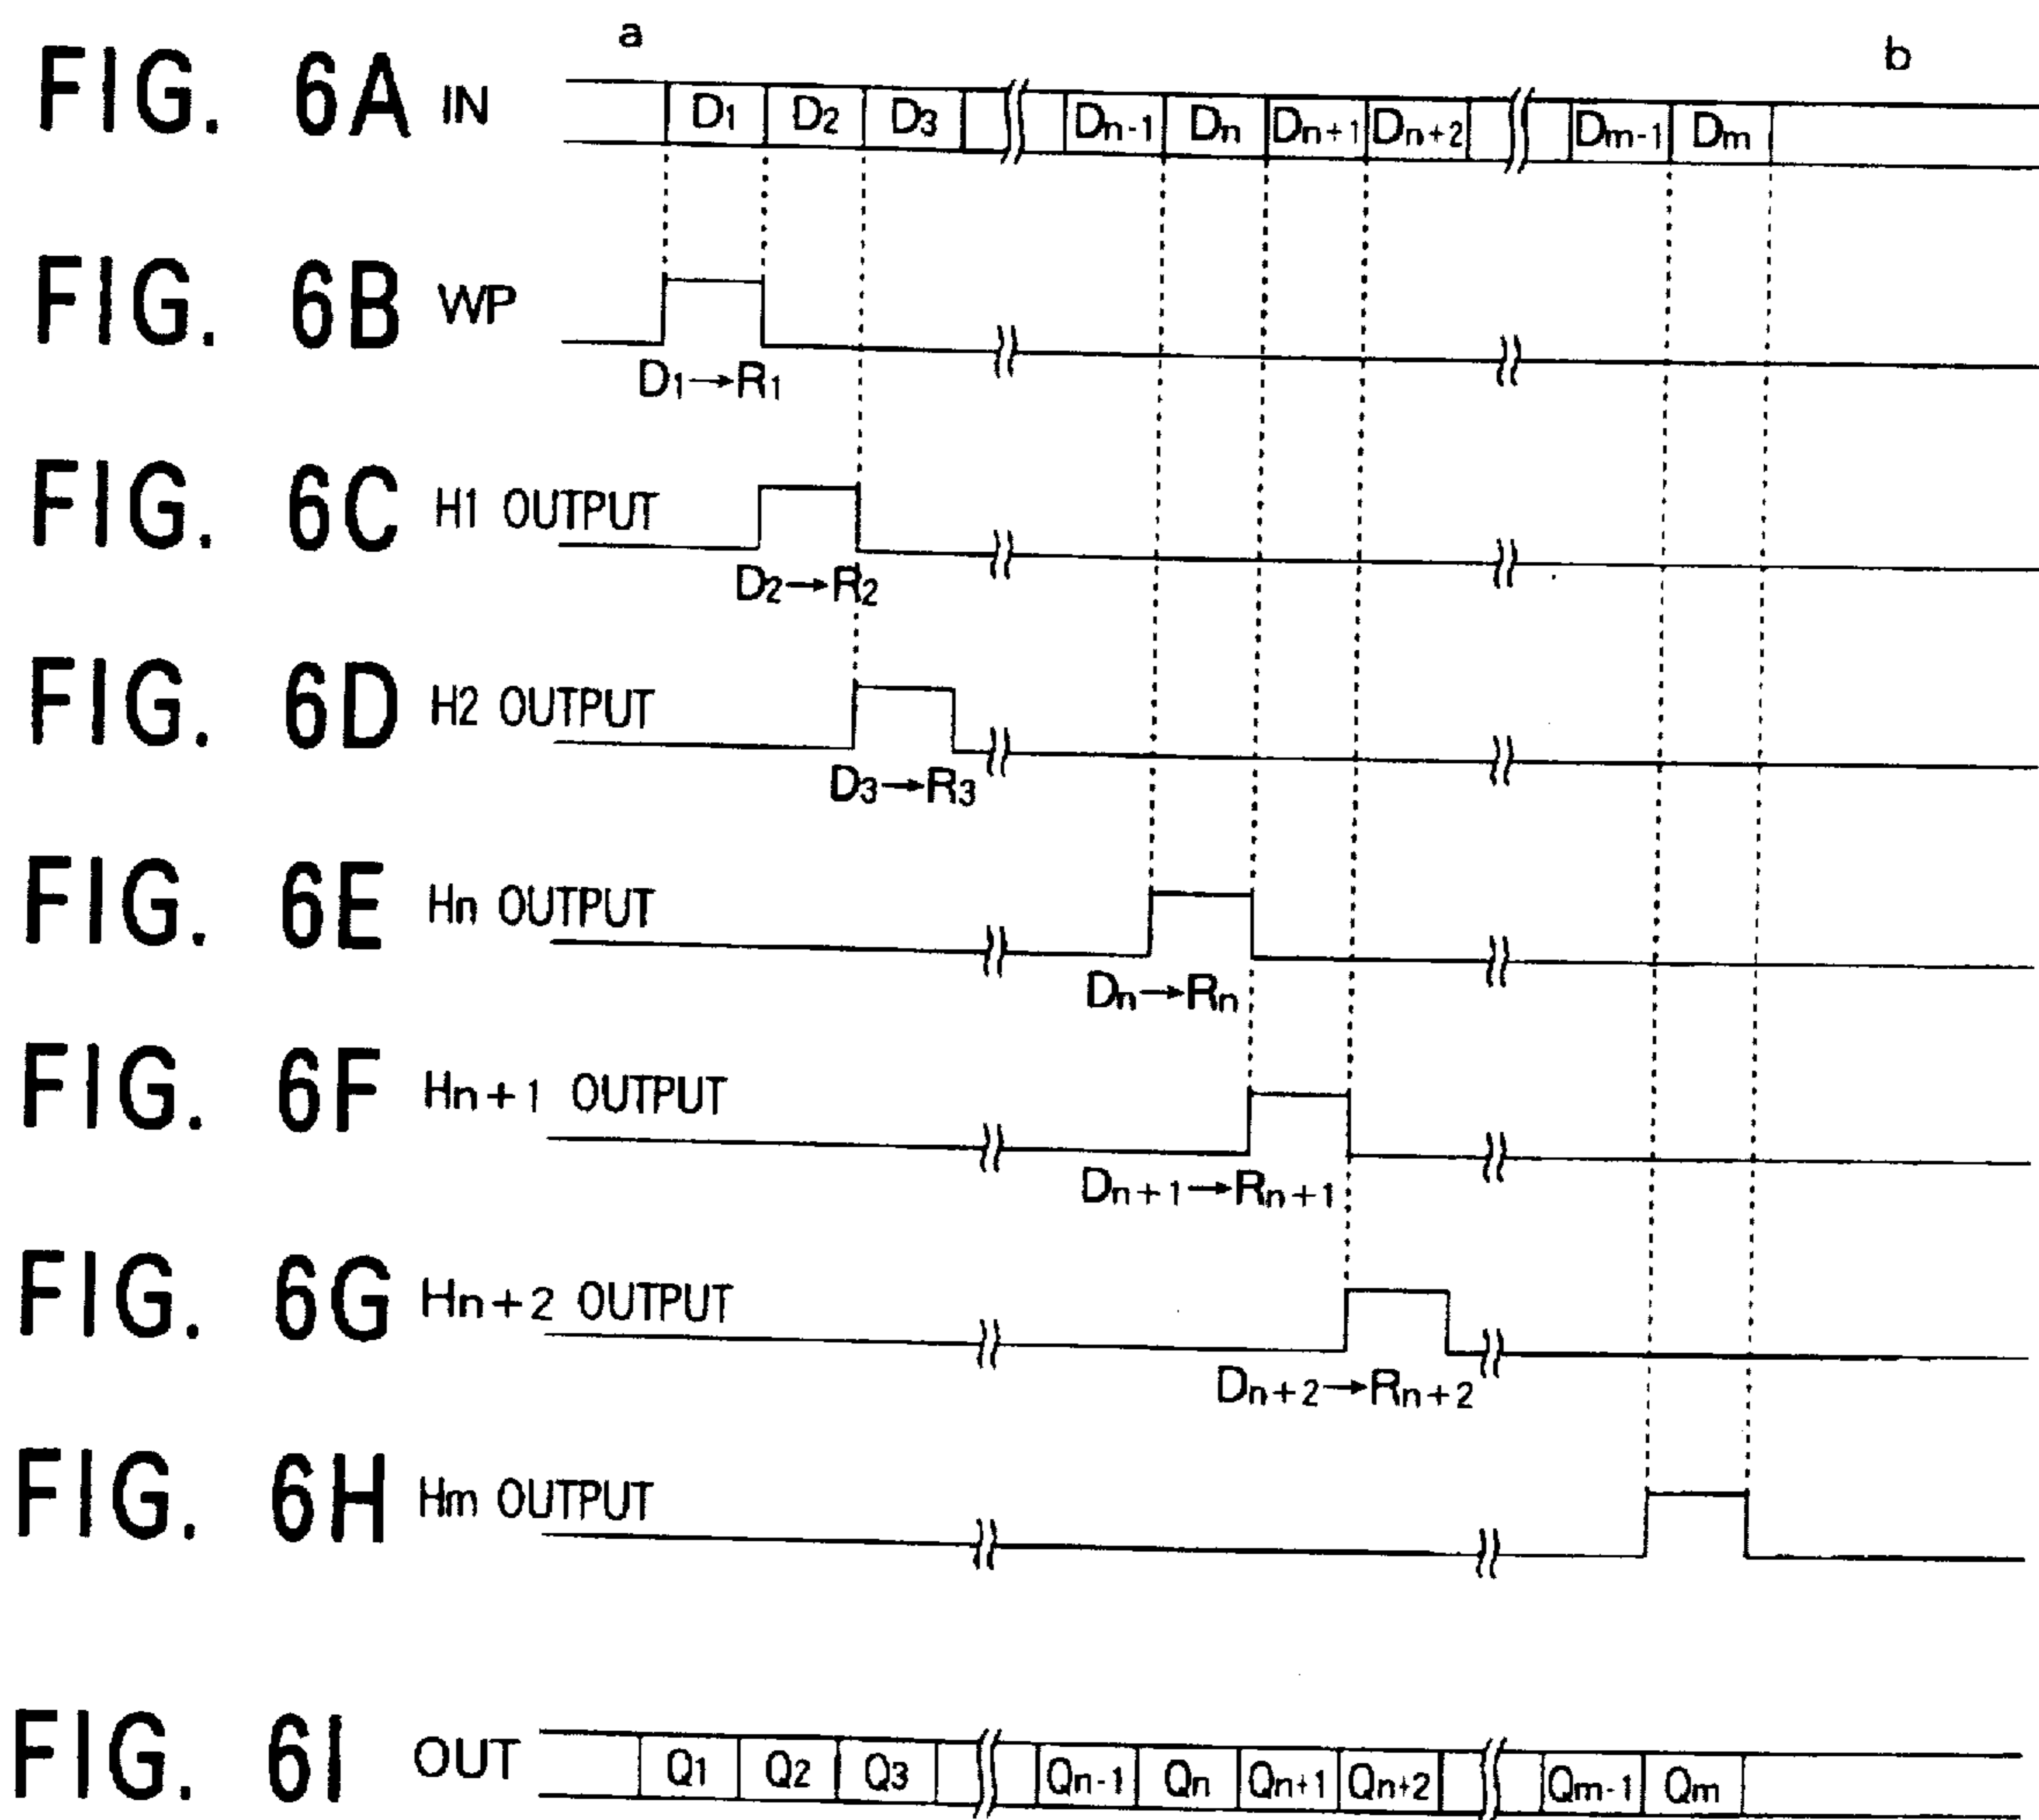 a b
FIG. 6A IN D1 D2 D3 Dn-1 Dn Dn+1 Dn+2 Dm-1 Dm
FIG. 6B WP
D1→R1
FIG. 6C H1 OUTPUT
D2→R2
FIG. 6D H2 OUTPUT
D3→R3
FIG. 6E Hn OUTPUT
Dn→Rn
FIG. 6F Hn+1 OUTPUT
Dn+1→Rn+1
FIG. 6G Hn+2 OUTPUT
Dn+2→Rn+2
FIG. 6H Hm OUTPUT
FIG. 6I OUT Q1 Q2 Q3 Qn-1 Qn Qn+1 Qn+2 Qm-1 Qm